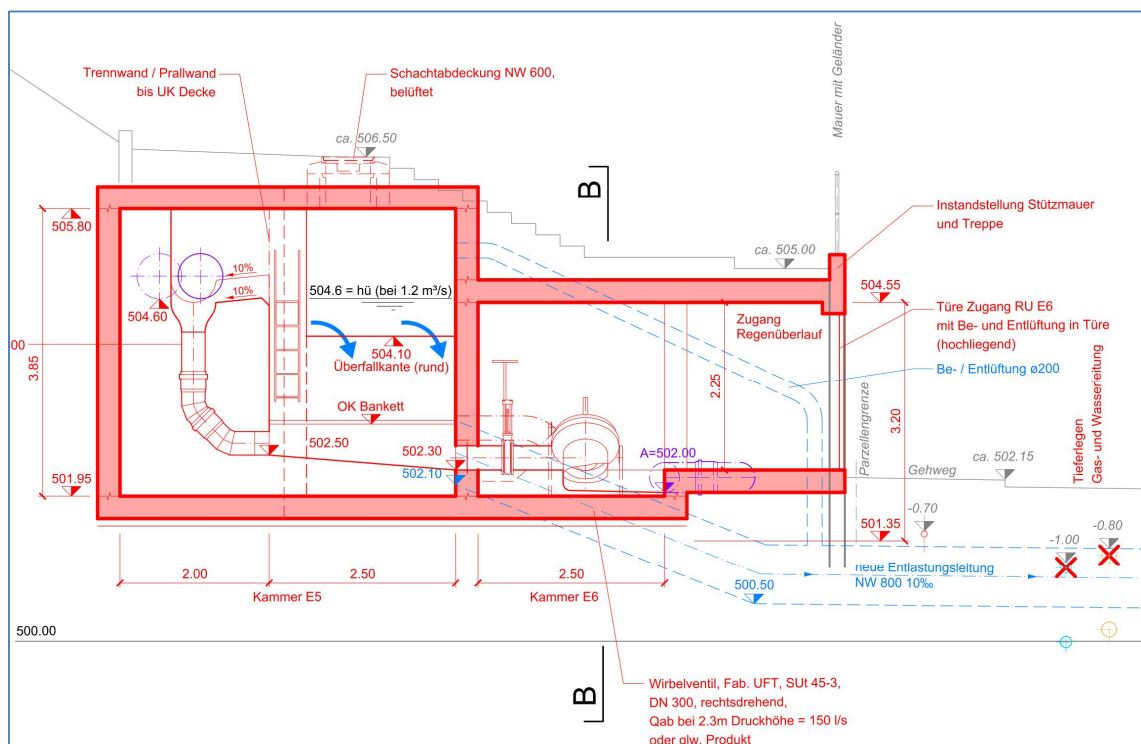 Trennwand / Prallwand
bis UK Decke
Schachtabdeckung NW 600,
belüftet
Mauer mit Geländer
ca. 506.50
B
Instandstellung Stützmauer
und Treppe
505.80
ca. 505.00
10%
10%
504.6 = hü (bei 1.2 m³/s)
504.55
504.60
Zugang
Regenüberlauf
Türe Zugang RU E6
mit Be- und Entlüftung in Türe
(hochliegend)
00
504.10
Überfallkante (rund)
Be- / Entlüftung ø200
3.85
2.25
3.20
OK Bankett
Parzellengrenze
Tieferlegen
Gas- und Wasserleitung
502.50
502.30
502.10
A=502.00
Gehweg
ca. 502.15
501.95
-0.70
501.35
-1.00
-0.80
2.00
2.50
2.50
Kammer E5
Kammer E6
neue Entlastungsleitung
NW 800 10‰
500.50
500.00
B
Wirbelventil, Fab. UFT, SUt 45-3,
DN 300, rechtsdrehend,
Qab bei 2.3m Druckhöhe = 150 l/s
oder glw. Produkt